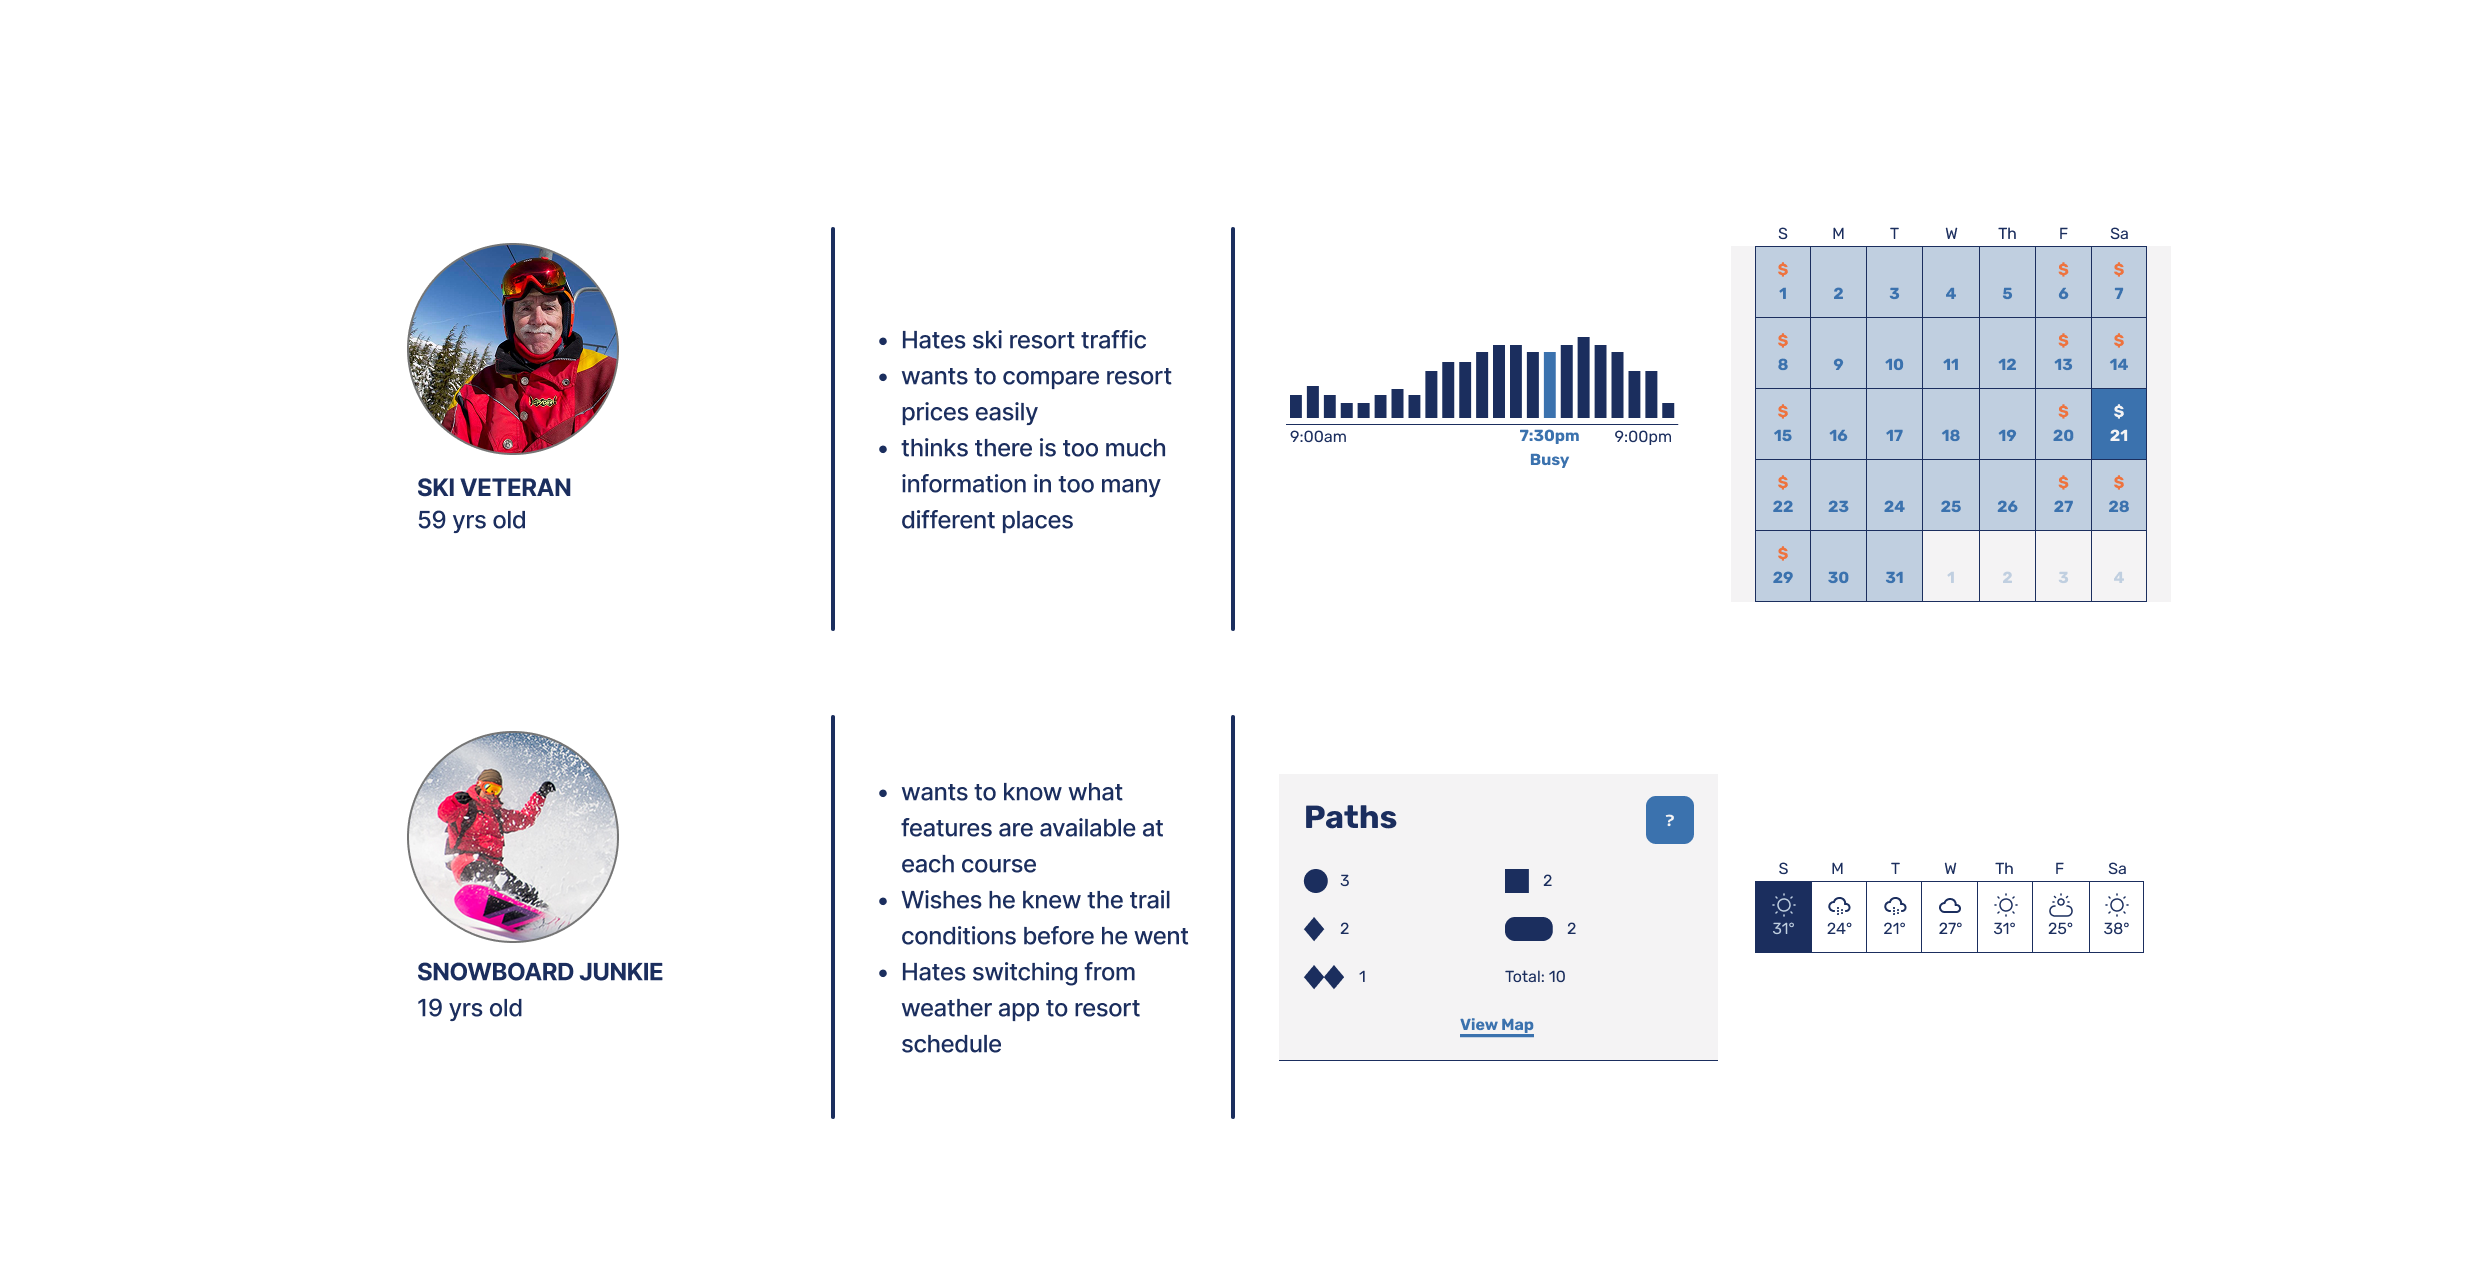 SKI VETERAN
59 yrs old
• Hates ski resort traffic
• wants to compare resort
prices easily
• thinks there is too much
information in too many
different places
9:00am
7:30pm
9:00pm
Busy
S M T W Th F Sa
$ $ $
1 2 3 4 5 6 7
$ $ $
8 9 10 11 12 13 14
$ $ $
15 16 17 18 19 20 21
$ $ $
22 23 24 25 26 27 28
$
29 30 31 1 2 3 4
SNOWBOARD JUNKIE
19 yrs old
• wants to know what
features are available at
each course
• Wishes he knew the trail
conditions before he went
• Hates switching from
weather app to resort
schedule
Paths
?
3
2
2
2
1
Total: 10
View Map
S M T W Th F Sa
31° 24° 21° 27° 31° 25° 38°